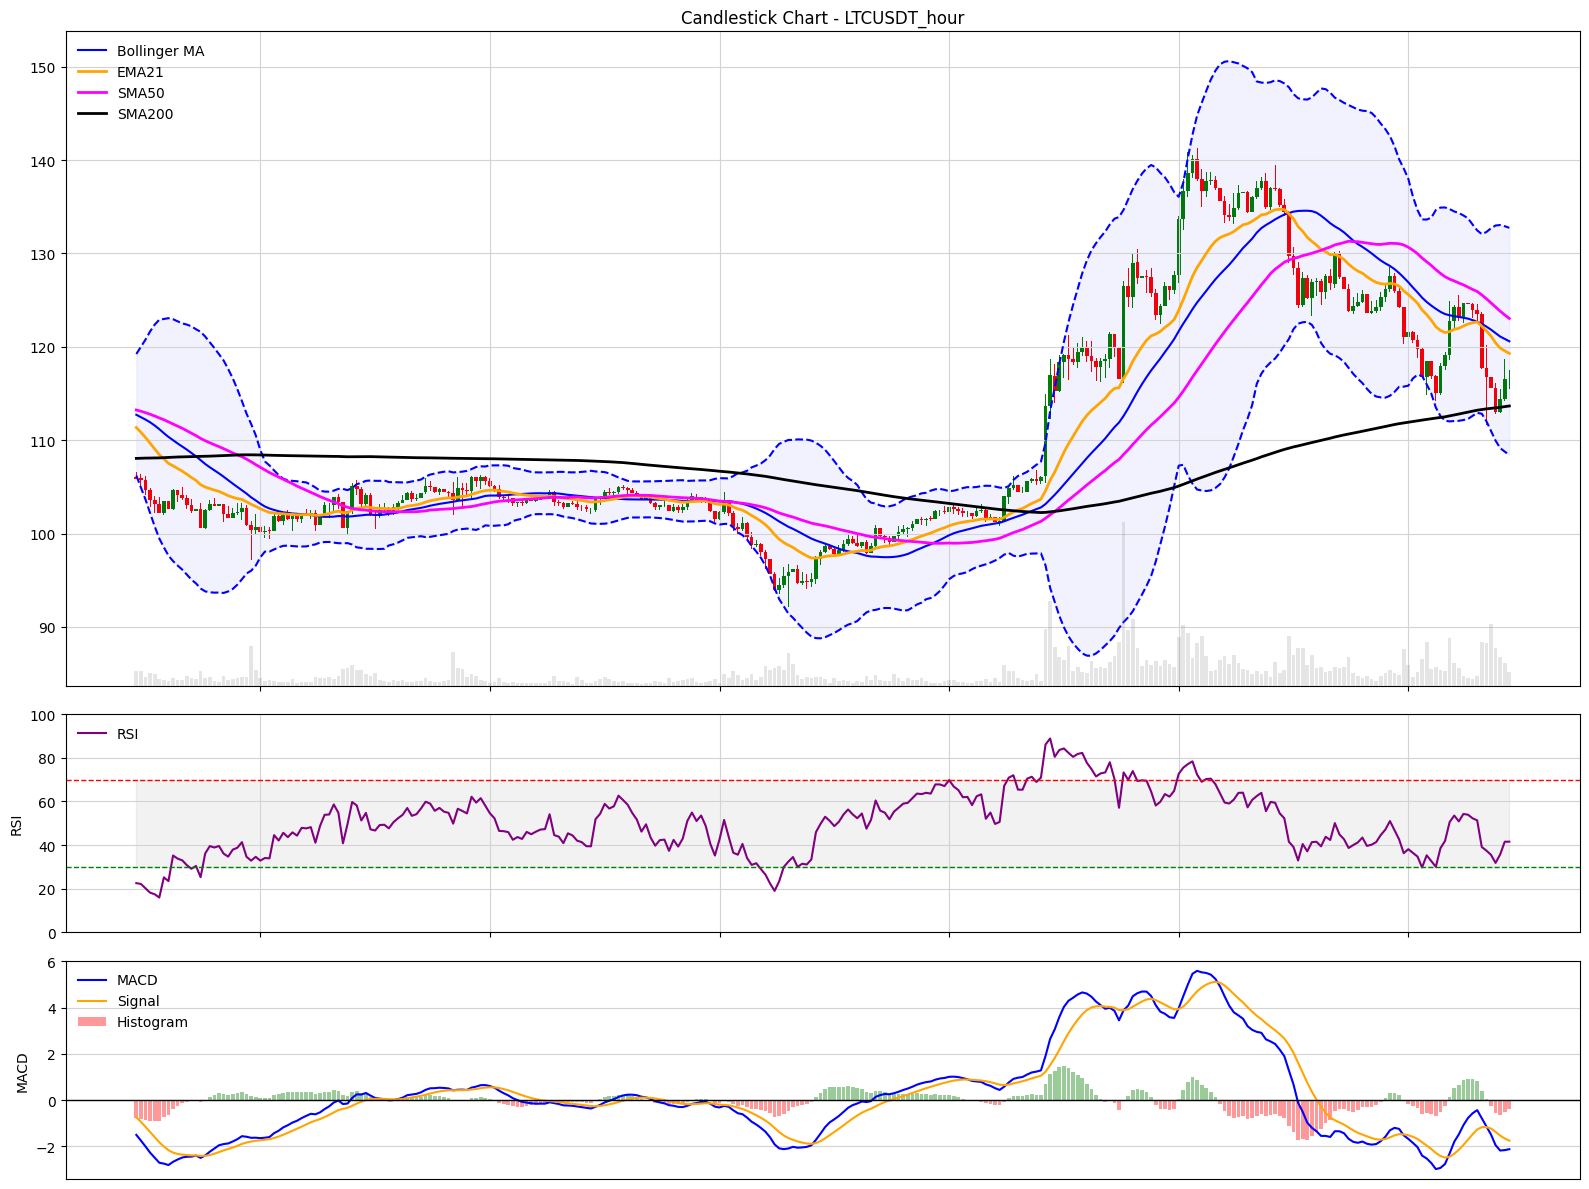 Candlestick Chart - LTCUSDT_hour
Bollinger MA
EMA21
SMA50
SMA200
150
140
130
120
110
100
90
RSI
100
80
60
40
20
0
RSI
MACD
Signal
Histogram
6
4
2
0
−2
MACD